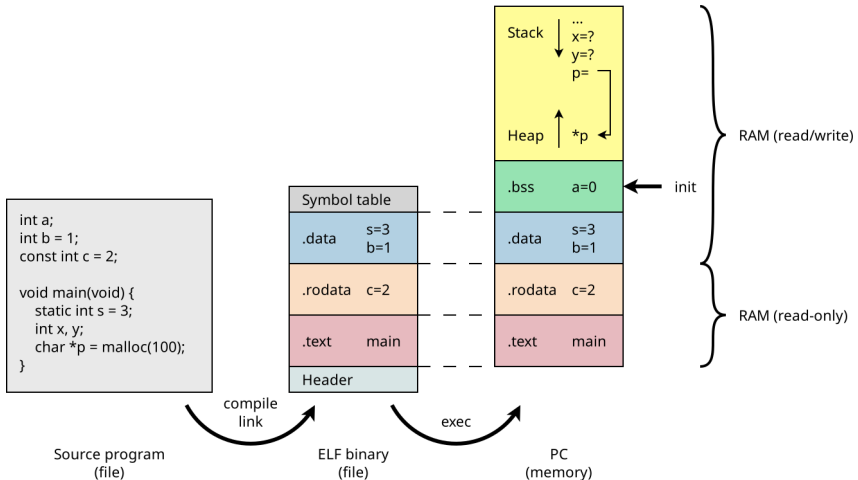 int a;
int b = 1;
const int c = 2;
void main(void) {
static int s = 3;
int x, y;
char *p = malloc(100);
}
Source program
(file)
compile
link
Symbol table
.data
s=3
b=1
.rodata
c=2
.text
main
Header
ELF binary
(file)
exec
Stack
...
x=?
y=?
p=
Heap
*p
.bss
a=0
.data
s=3
b=1
.rodata
c=2
.text
main
PC
(memory)
init
RAM (read/write)
RAM (read-only)